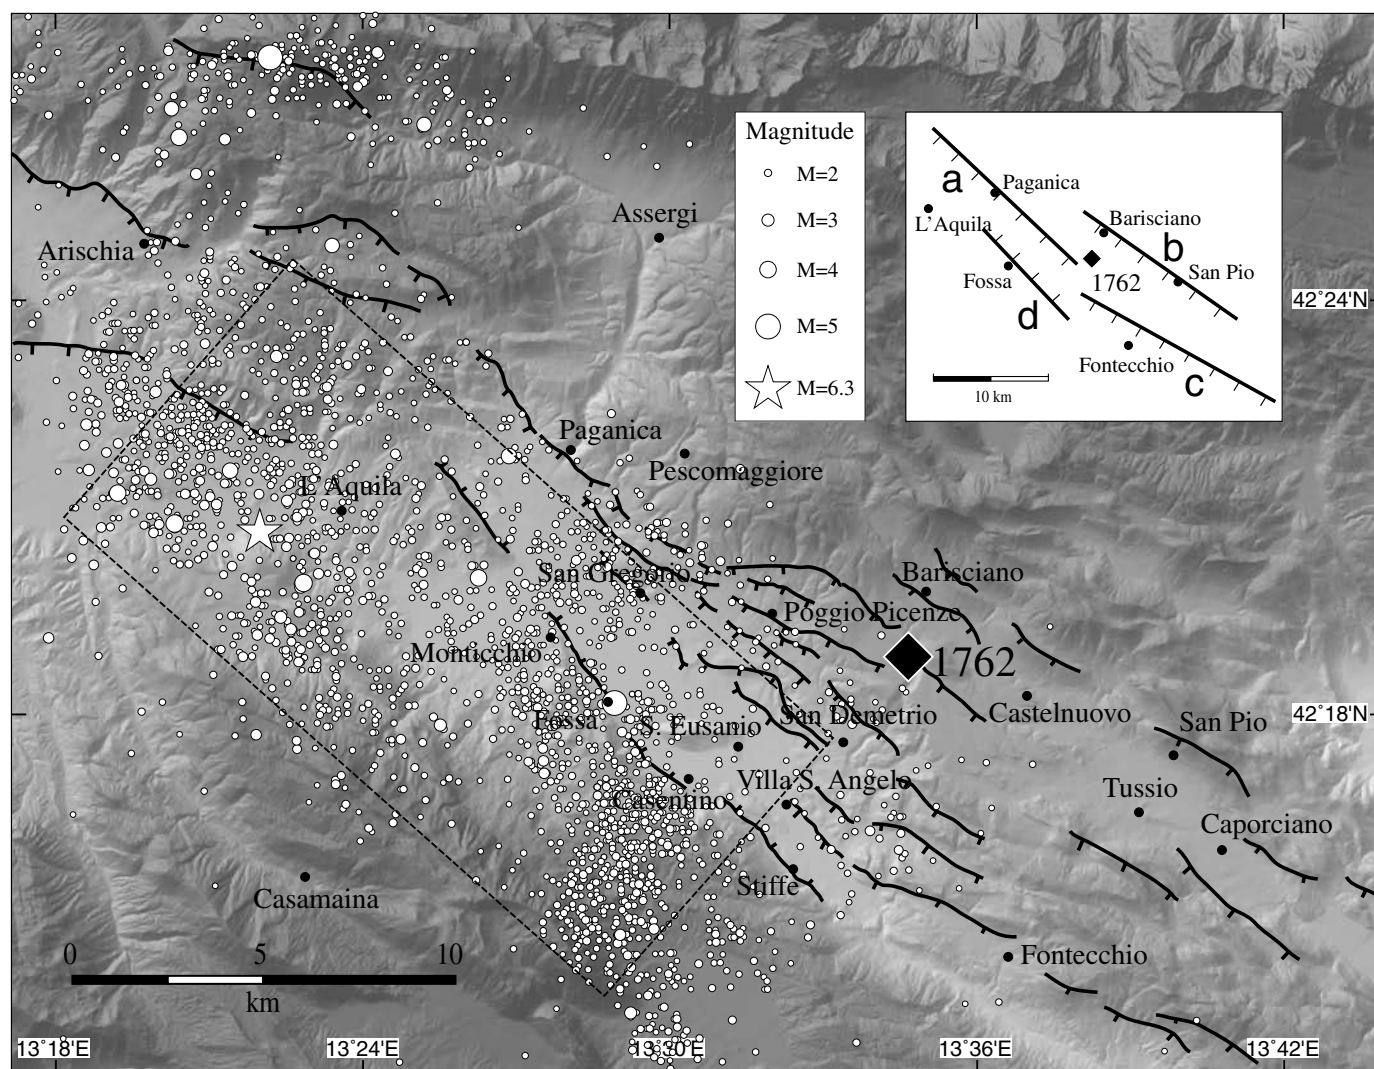 Magnitude
M=2
M=3
M=4
M=5
M=6.3
a
Paganica
L'Aquila
Barisciano
b
Fossa
1762
San Pio
d
Fontecchio
c
10 km
Assergi
Arischia
42°24'N
Paganica
Pescomaggiore
L'Aquila
San Gregorio
Barisciano
Poggio Picenze
Monticchio
1762
Fossa
S. Eusanio
San Demetrio
Castelnuovo
San Pio
42°18'N
Villa S. Angelo
Casentino
Tussio
Caporciano
Stiffe
Casamaina
Fontecchio
0 5 10
km
13°18'E 13°24'E 13°30'E 13°36'E 13°42'E